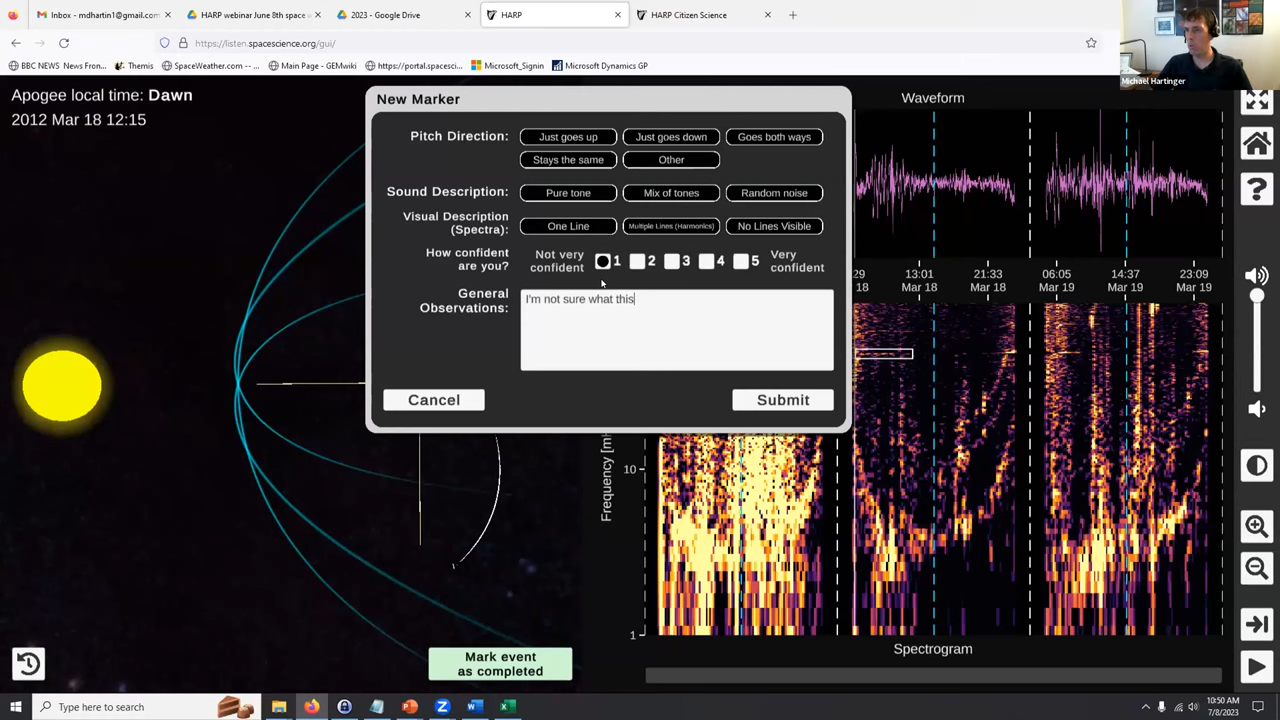 Inbox - mdhartin1@gmail.com
HARP webinar June 8th space w
2023 - Google Drive
HARP
HARP Citizen Science
https://listen.spacescience.org/gui/
BBC NEWS News Fron...
Themis
SpaceWeather.com -- ...
Main Page - GEMwiki
https://portal.spacesci...
Microsoft_Signin
Microsoft Dynamics GP
Michael Hartinger
Apogee local time: Dawn
2012 Mar 18 12:15
New Marker
Pitch Direction:
Just goes up
Just goes down
Goes both ways
Stays the same
Other
Sound Description:
Pure tone
Mix of tones
Random noise
Visual Description
(Spectra):
One Line
Multiple Lines (Harmonics)
No Lines Visible
How confident
are you?
Not very
confident
1 2 3 4 5
Very
confident
General
Observations:
I'm not sure what this
Cancel
Submit
Waveform
29 13:01 21:33 06:05 14:37 23:09
18 Mar 18 Mar 18 Mar 19 Mar 19 Mar 19
Frequency [m
10
1
Spectrogram
Mark event
as completed
Type here to search
10:50 AM
7/8/2023